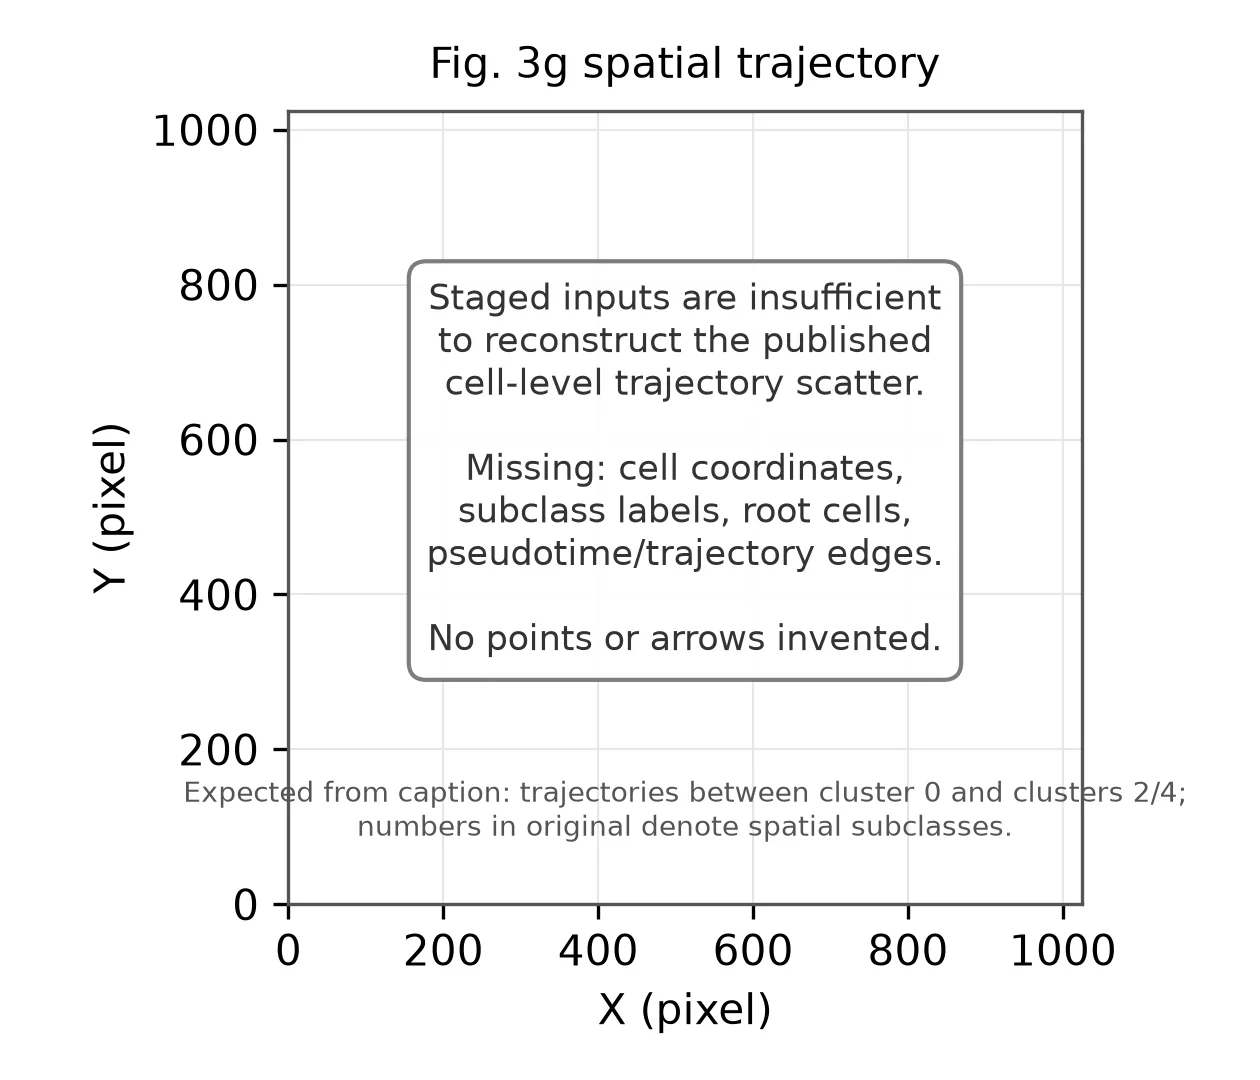 Fig. 3g spatial trajectory
1000
800
600
400
200
0
Y (pixel)
Staged inputs are insufficient
to reconstruct the published
cell-level trajectory scatter.
Missing: cell coordinates,
subclass labels, root cells,
pseudotime/trajectory edges.
No points or arrows invented.
Expected from caption: trajectories between cluster 0 and clusters 2/4;
numbers in original denote spatial subclasses.
0 200 400 600 800 1000
X (pixel)